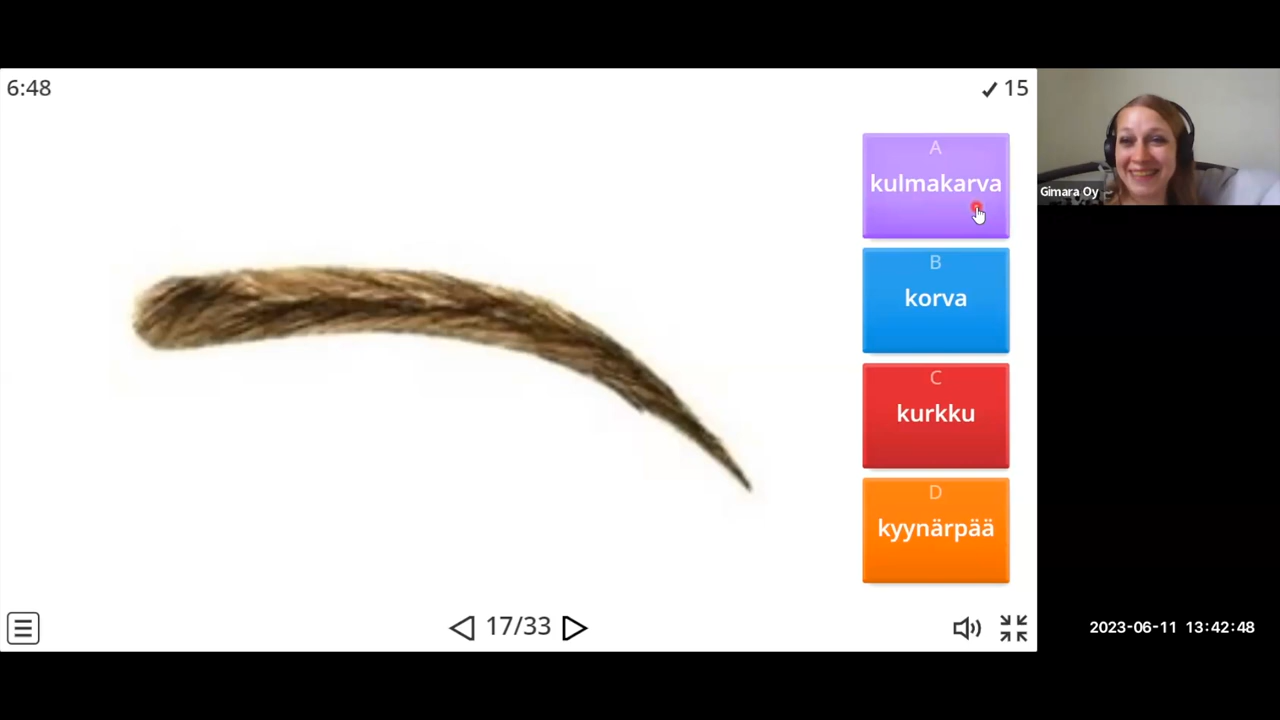 6:48
✓ 15
A
kulmakarva
Gimara Oy
B
korva
C
kurkku
D
kyynärpää
17/33
2023-06-11 13:42:48